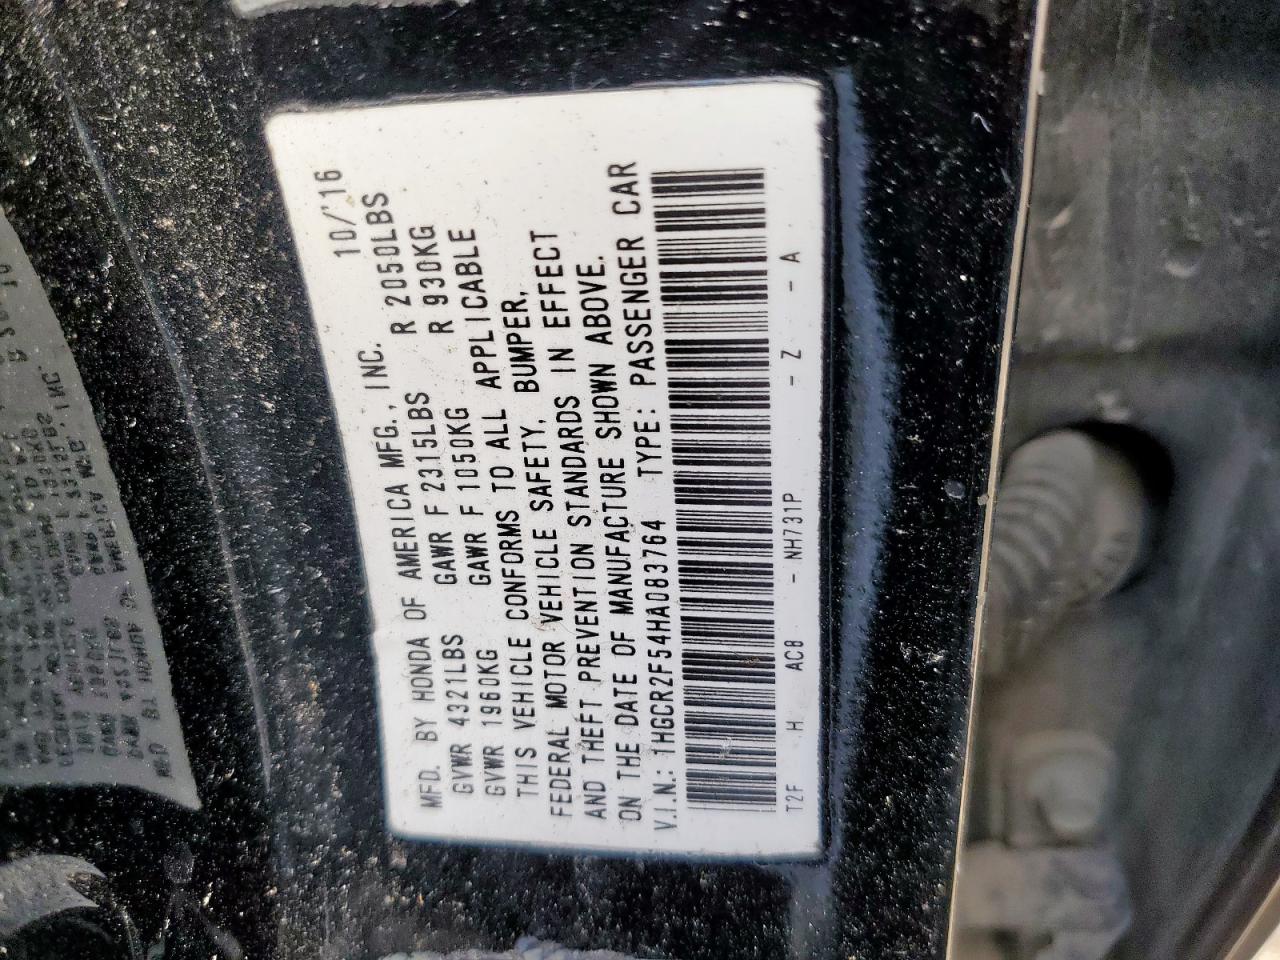 MFD. BY HONDA OF AMERICA MFG., INC. 10/'16
GVWR 4321LBS GAWR F 2315LBS R 2050LBS
GVWR 1960KG GAWR F 1050KG R 930KG
THIS VEHICLE CONFORMS TO ALL APPLICABLE
FEDERAL MOTOR VEHICLE SAFETY, BUMPER,
AND THEFT PREVENTION STANDARDS IN EFFECT
ON THE DATE OF MANUFACTURE SHOWN ABOVE.
V.I.N.: 1HGCR2F54HA083764 TYPE: PASSENGER CAR
T2F H AC8 - NH731P - Z - A